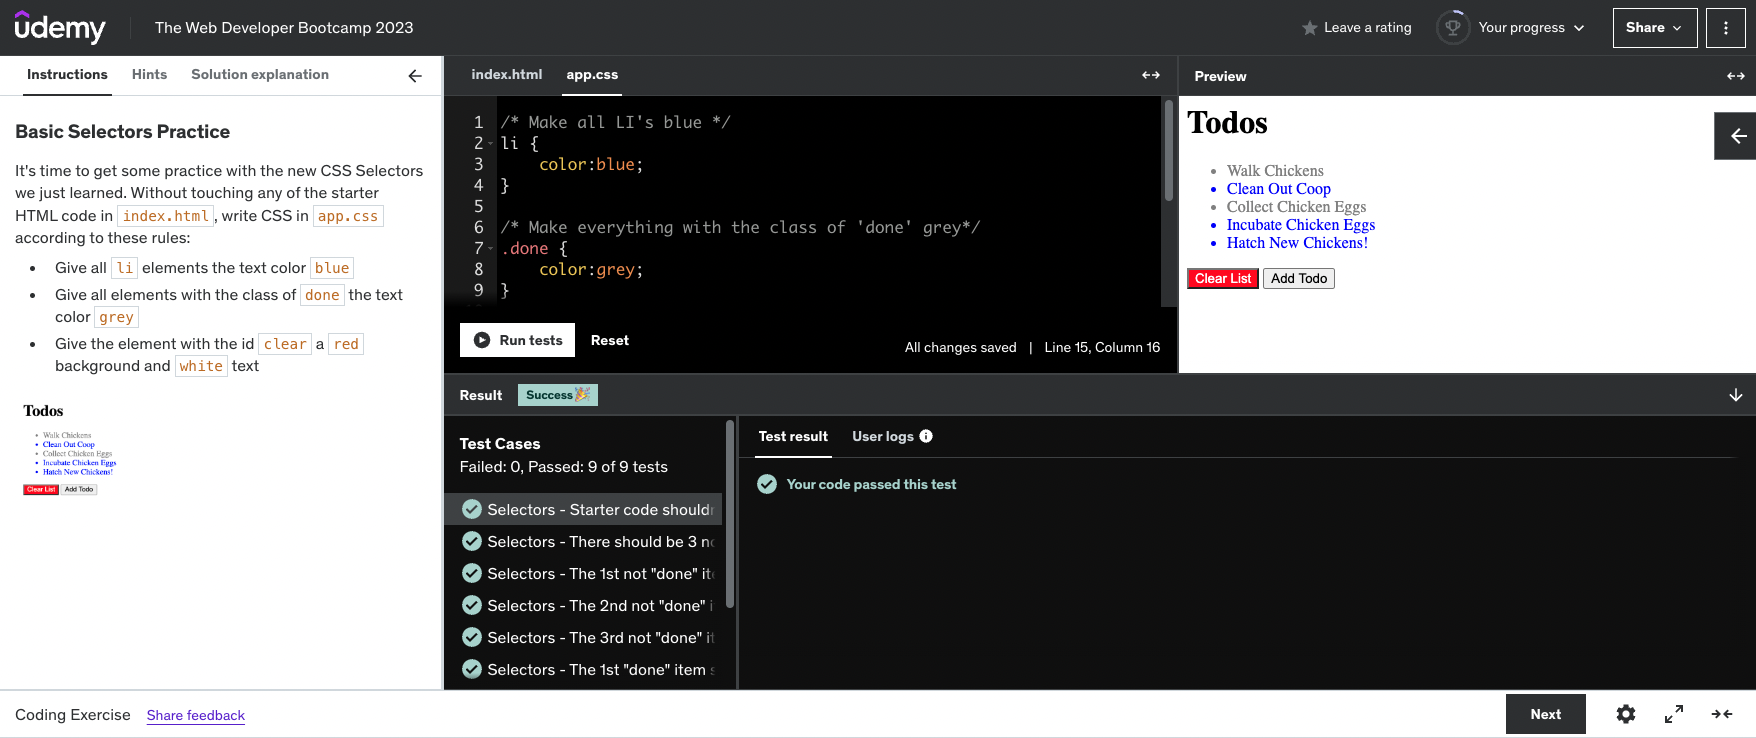 udemy
The Web Developer Bootcamp 2023
Leave a rating
Your progress
Share
Instructions Hints Solution explanation
Basic Selectors Practice
It's time to get some practice with the new CSS Selectors
we just learned. Without touching any of the starter
HTML code in index.html, write CSS in app.css
according to these rules:
• Give all li elements the text color blue
• Give all elements with the class of done the text
color grey
• Give the element with the id clear a red
background and white text
Todos
• Walk Chickens
• Clean Out Coop
• Collect Chicken Eggs
• Incubate Chicken Eggs
• Hatch New Chickens!
Clear List Add Todo
index.html app.css
1 /* Make all LI's blue */
2 li {
3 color:blue;
4 }
5
6 /* Make everything with the class of 'done' grey*/
7 .done {
8 color:grey;
9 }
Run tests Reset
All changes saved | Line 15, Column 16
Preview
Todos
• Walk Chickens
• Clean Out Coop
• Collect Chicken Eggs
• Incubate Chicken Eggs
• Hatch New Chickens!
Clear List Add Todo
Result Success
Test Cases
Failed: 0, Passed: 9 of 9 tests
Selectors - Starter code should
Selectors - There should be 3
Selectors - The 1st not "done"
Selectors - The 2nd not "done"
Selectors - The 3rd not "done"
Selectors - The 1st "done" item
Test result User logs
Your code passed this test
Coding Exercise Share feedback
Next